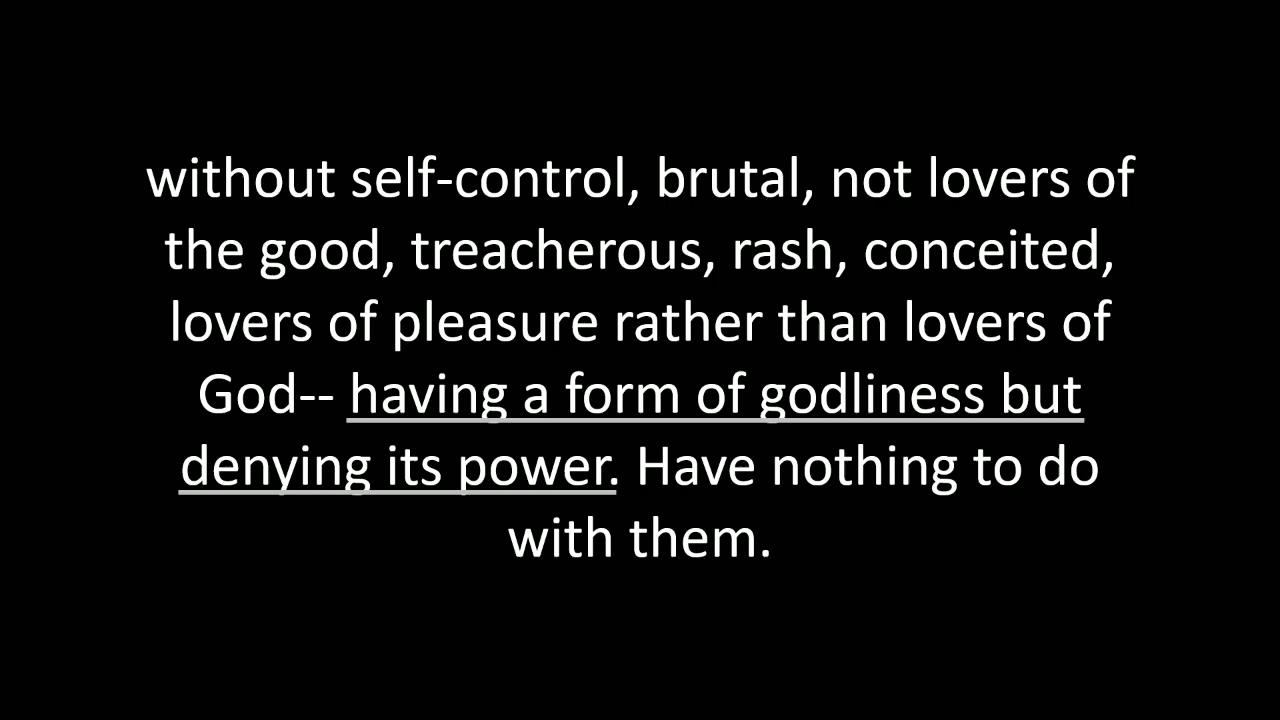 without self-control, brutal, not lovers of
the good, treacherous, rash, conceited,
lovers of pleasure rather than lovers of
God-- having a form of godliness but
denying its power. Have nothing to do
with them.